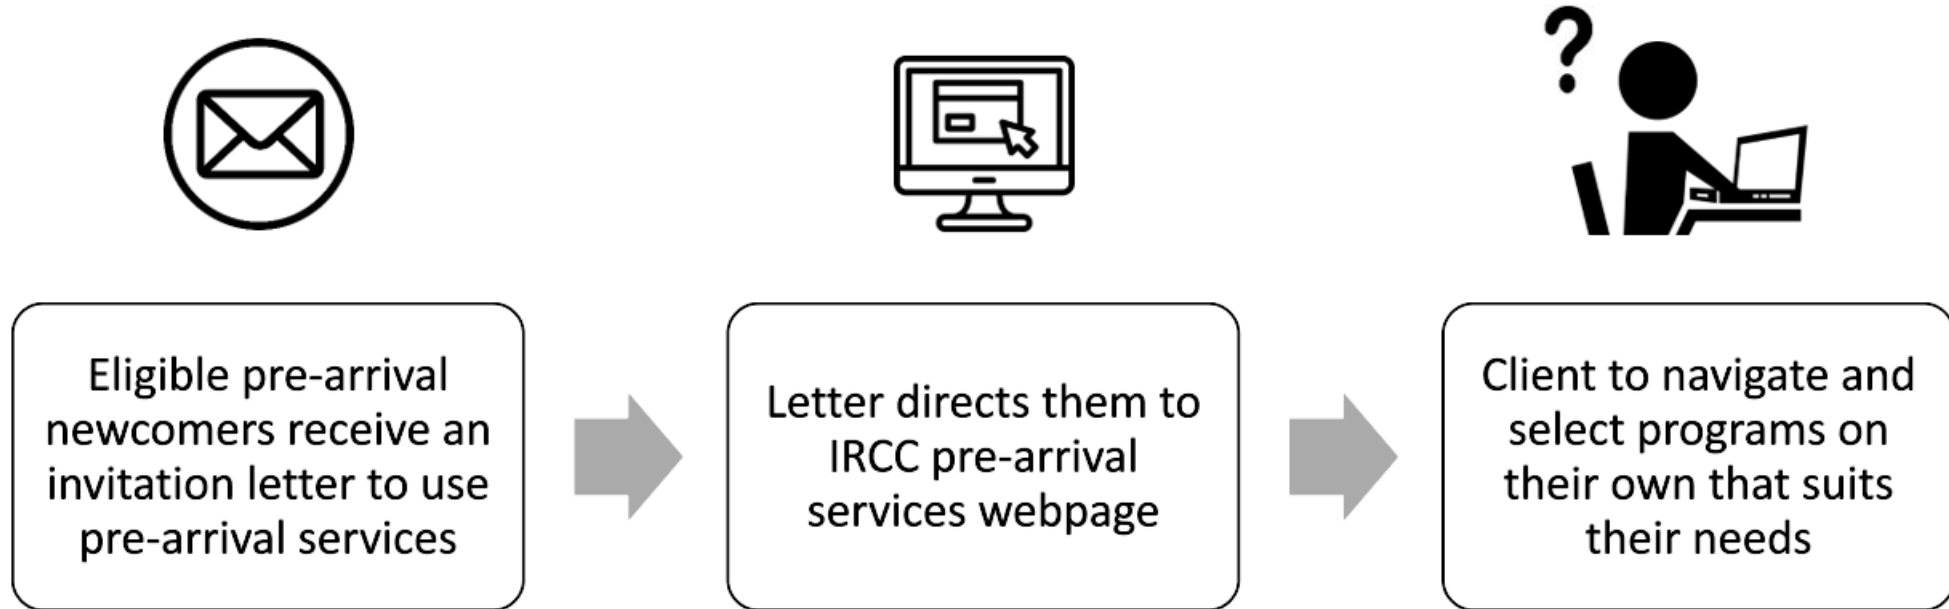 Eligible pre-arrival
newcomers receive an
invitation letter to use
pre-arrival services
Letter directs them to
IRCC pre-arrival
services webpage
Client to navigate and
select programs on
their own that suits
their needs